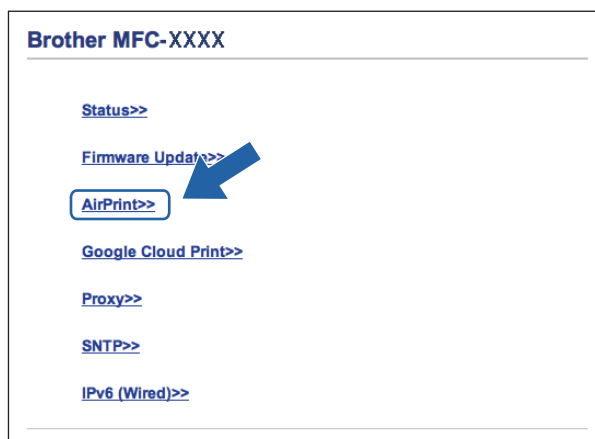 Brother MFC-XXXX
Status>>
Firmware Update>>
AirPrint>>
Google Cloud Print>>
Proxy>>
SNTP>>
IPv6 (Wired)>>